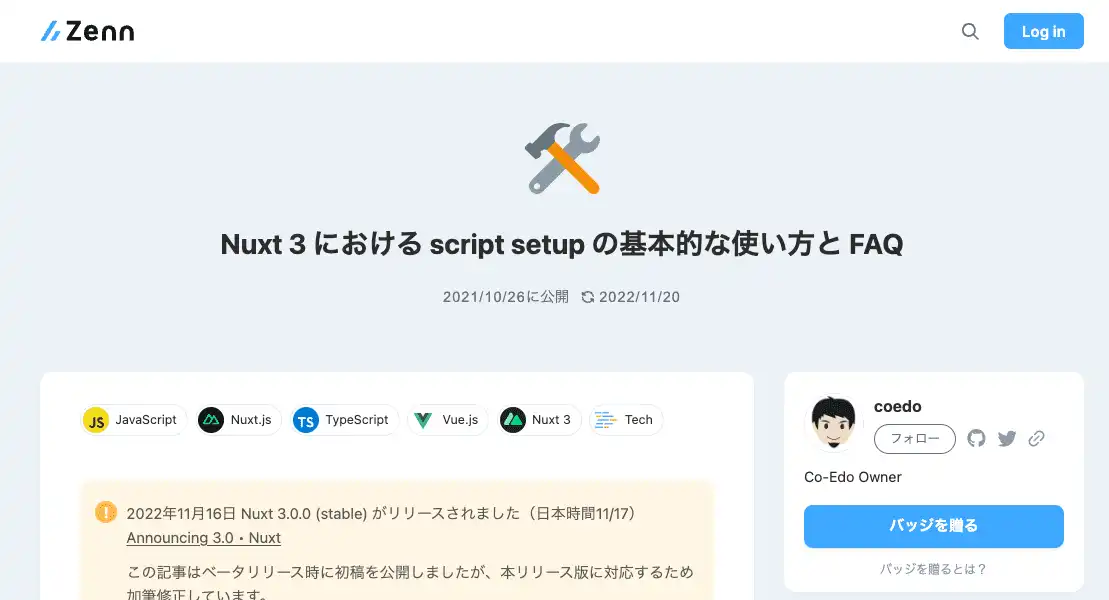 Zenn
Log in
Nuxt 3 における script setup の基本的な使い方と FAQ
2021/10/26に公開 2022/11/20
JS JavaScript Nuxt.js TS TypeScript Vue.js Nuxt 3 Tech
2022年11月16日 Nuxt 3.0.0 (stable) がリリースされました（日本時間11/17）
Announcing 3.0・Nuxt
この記事はベータリリース時に初稿を公開しましたが、本リリース版に対応するため
加筆修正しています。
coedo
フォロー
Co-Edo Owner
バッジを贈る
バッジを贈るとは？